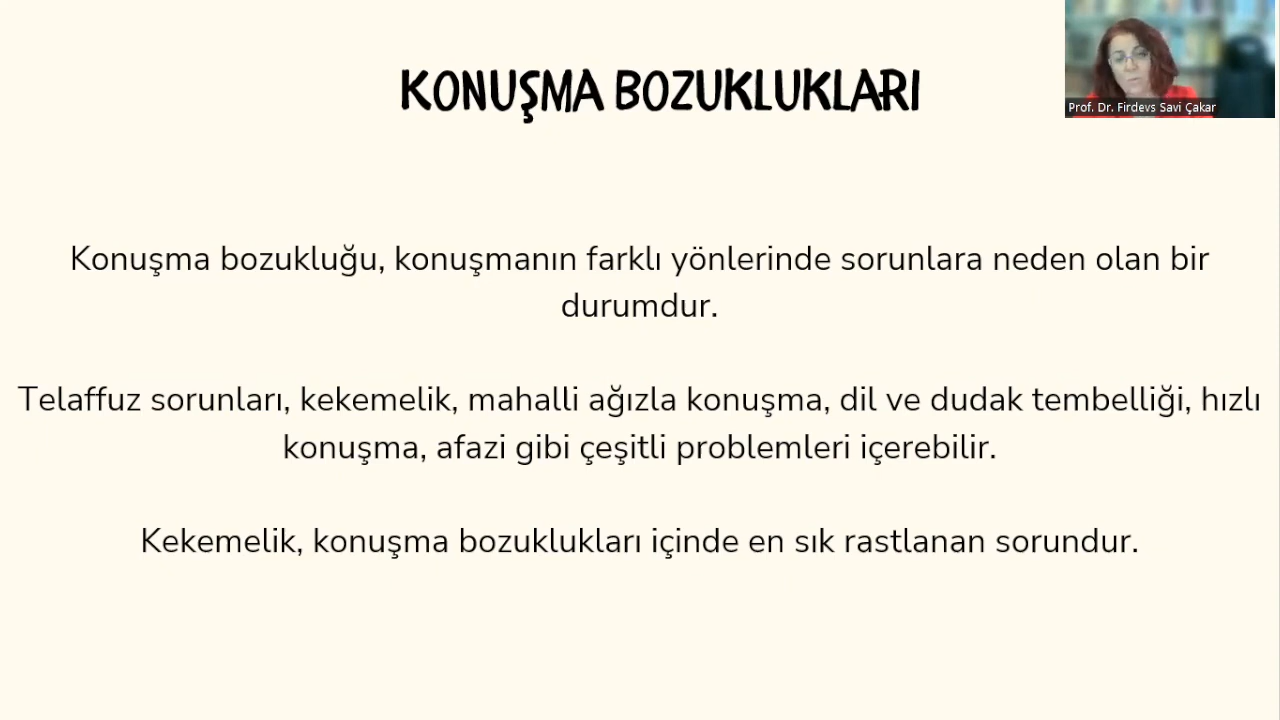 KONUŞMA BOZUKLUKLARI
Prof. Dr. Firdevs Savi Çakar
Konuşma bozukluğu, konuşmanın farklı yönlerinde sorunlara neden olan bir
durumdur.
Telaffuz sorunları, kekemelik, mahalli ağızla konuşma, dil ve dudak tembelliği, hızlı
konuşma, afazi gibi çeşitli problemleri içerebilir.
Kekemelik, konuşma bozuklukları içinde en sık rastlanan sorundur.